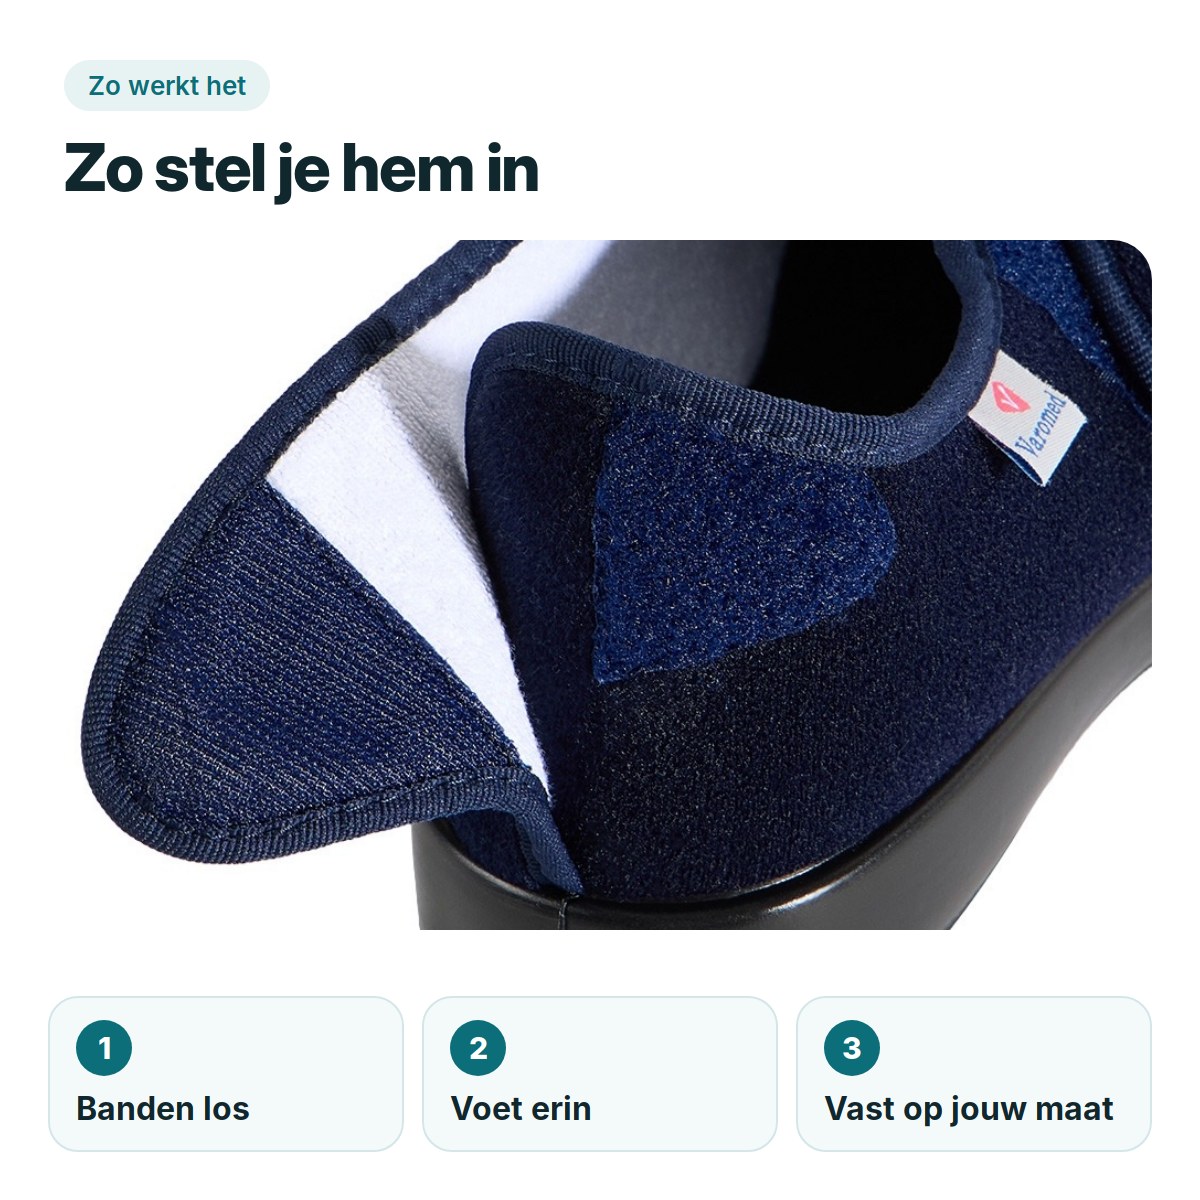 Zo werkt het
Zo stel je hem in
Varomed
1
Banden los
2
Voet erin
3
Vast op jouw maat